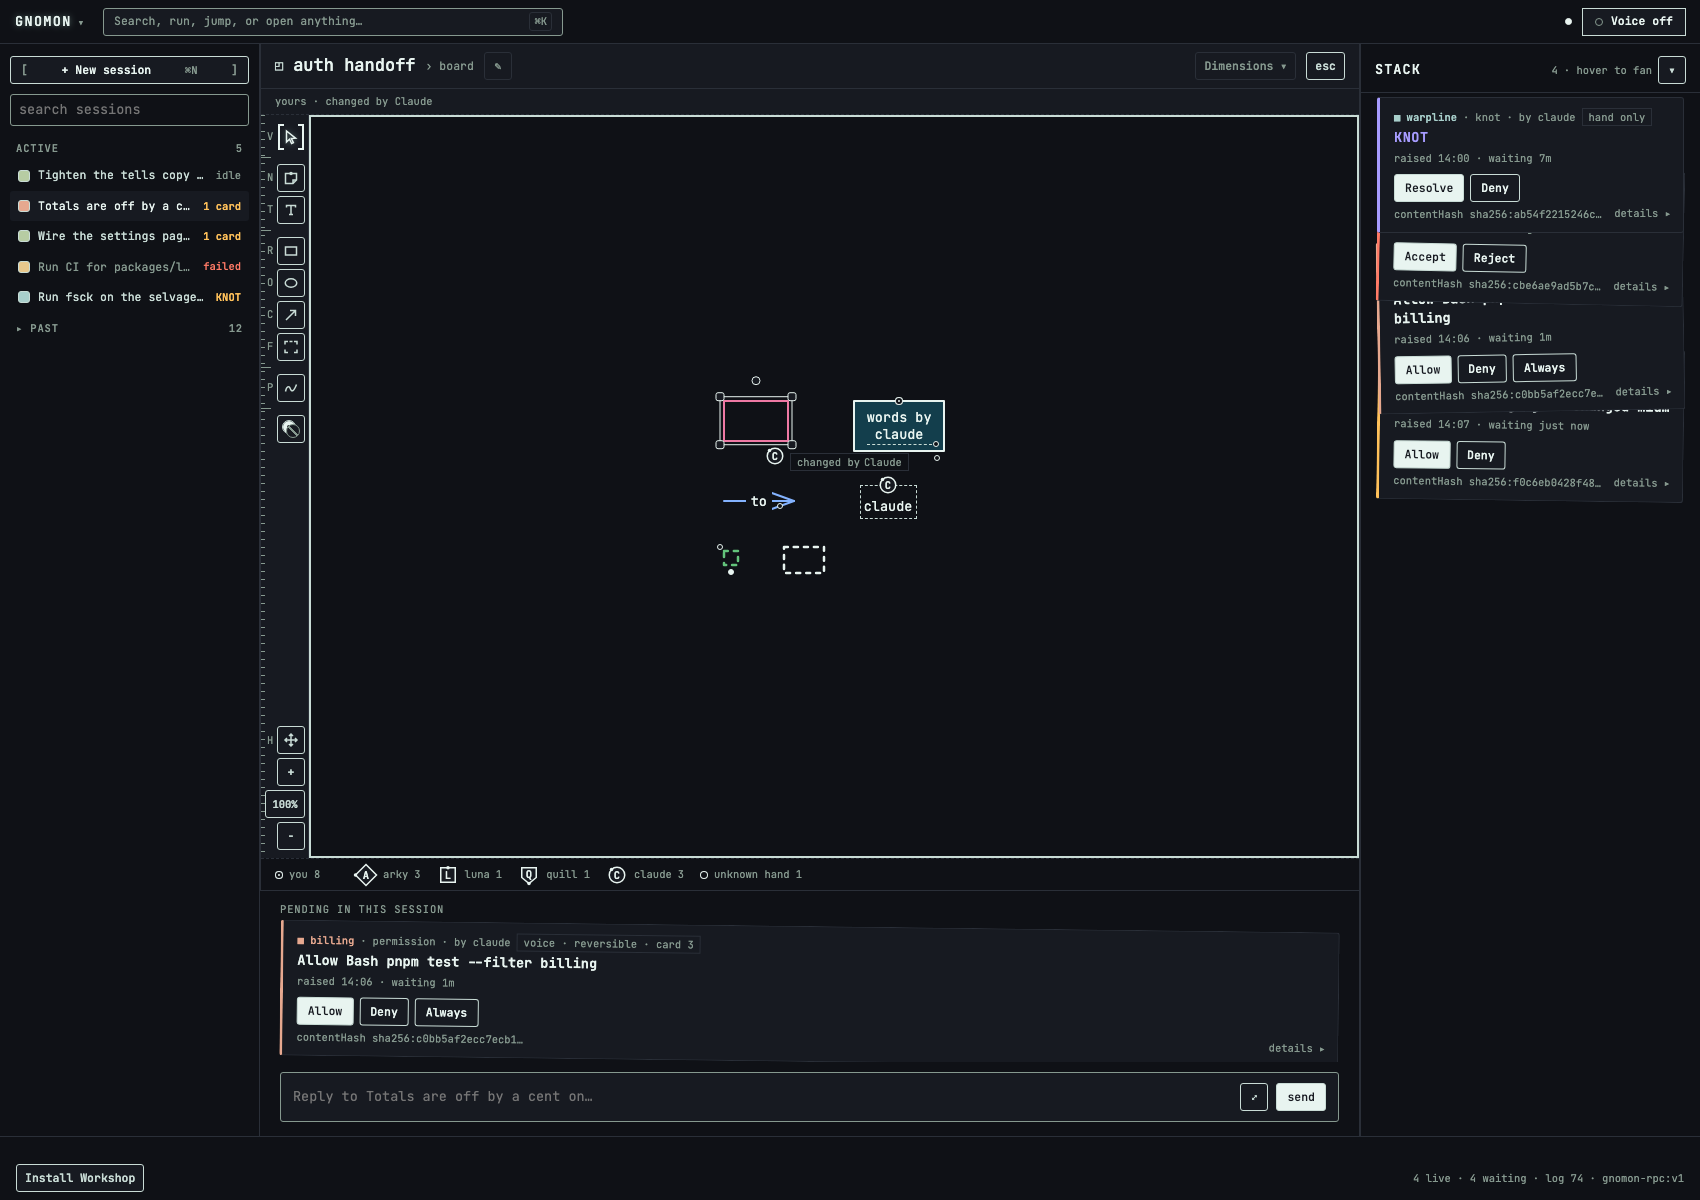 GNOMON ▾
Search, run, jump, or open anything… ⌘K
Voice off
[ + New session ⌘N ]
search sessions
ACTIVE 5
Tighten the tells copy … idle
Totals are off by a c… 1 card
Wire the settings pag… 1 card
Run CI for packages/l… failed
Run fsck on the selvage… KNOT
▸ PAST 12
auth handoff › board ✎
Dimensions ▾ esc
yours · changed by Claude
V
N
T
R
O
C
F
P
H
+
100%
-
words by
claude
C changed by Claude
C
to
claude
you 8 A arky 3 L luna 1 Q quill 1 C claude 3 unknown hand 1
PENDING IN THIS SESSION
billing · permission · by claude voice · reversible · card 3
Allow Bash pnpm test --filter billing
raised 14:06 · waiting 1m
Allow Deny Always
contentHash sha256:c0bb5af2ecc7ecb1…
details ▸
Reply to Totals are off by a cent on…
send
STACK 4 · hover to fan ▾
warpline · knot · by claude hand only
KNOT
raised 14:00 · waiting 7m
Resolve Deny
contentHash sha256:ab54f2215246c… details ▸
Accept Reject
contentHash sha256:cbe6ae9ad5b7c… details ▸
billing
raised 14:06 · waiting 1m
Allow Deny Always
contentHash sha256:c0bb5af2ecc7e… details ▸
raised 14:07 · waiting just now
Allow Deny
contentHash sha256:f0c6eb0428f48… details ▸
Install Workshop
4 live · 4 waiting · log 74 · gnomon-rpc:v1